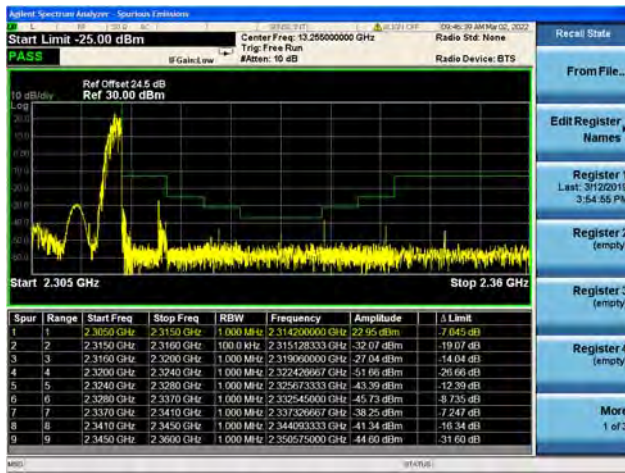 Agilent Spectrum Analyzer - Spurious Emissions
09:46:39 AM Mar 02, 2022
Start Limit -25.00 dBm
Center Freq: 13.255000000 GHz
Radio Std: None
PASS
Trig: Free Run
IFGain:Low
#Atten: 10 dB
Radio Device: BTS
Ref Offset 24.5 dB
10 dB/div
Ref 30.00 dBm
Log
Start 2.305 GHz
Stop 2.36 GHz
Spur Range Start Freq Stop Freq RBW Frequency Amplitude Δ Limit
1 1 2.3050 GHz 2.3150 GHz 1.000 MHz 2.314200000 GHz 22.95 dBm -7.045 dB
2 2 2.3150 GHz 2.3160 GHz 100.0 kHz 2.315128333 GHz -32.07 dBm -19.07 dB
3 3 2.3160 GHz 2.3200 GHz 1.000 MHz 2.319060000 GHz -27.04 dBm -14.04 dB
4 4 2.3200 GHz 2.3240 GHz 1.000 MHz 2.322426667 GHz -51.66 dBm -26.66 dB
5 5 2.3240 GHz 2.3280 GHz 1.000 MHz 2.325673333 GHz -43.39 dBm -12.39 dB
6 6 2.3280 GHz 2.3370 GHz 1.000 MHz 2.332545000 GHz -45.73 dBm -8.735 dB
7 7 2.3370 GHz 2.3410 GHz 1.000 MHz 2.337326667 GHz -38.25 dBm -7.247 dB
8 8 2.3410 GHz 2.3450 GHz 1.000 MHz 2.344093333 GHz -41.34 dBm -16.34 dB
9 9 2.3450 GHz 2.3600 GHz 1.000 MHz 2.350575000 GHz -44.60 dBm -31.60 dB
MSG
STATUS
Recall State
From File...
Edit Register
Names
Register 1
Last: 3/12/2019
3:54:55 PM
Register 2
(empty)
Register 3
(empty)
Register 4
(empty)
More
1 of 3